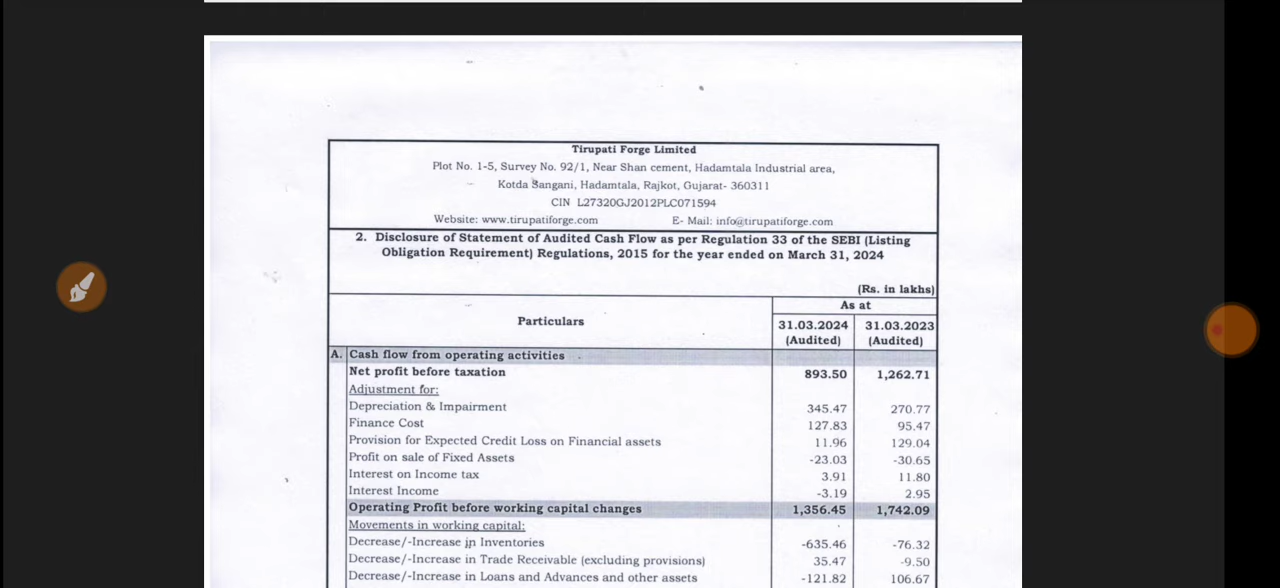 Tirupati Forge Limited
Plot No. 1-5, Survey No. 92/1, Near Shan cement, Hadamtala Industrial area,
Kotda Sangani, Hadamtala, Rajkot, Gujarat- 360311
CIN L27320GJ2012PLC071594
Website: www.tirupatiforge.com E- Mail: info@tirupatiforge.com
2. Disclosure of Statement of Audited Cash Flow as per Regulation 33 of the SEBI (Listing
Obligation Requirement) Regulations, 2015 for the year ended on March 31, 2024
(Rs. in lakhs)
Particulars As at
31.03.2024 (Audited) 31.03.2023 (Audited)
A. Cash flow from operating activities
Net profit before taxation 893.50 1,262.71
Adjustment for:
Depreciation & Impairment 345.47 270.77
Finance Cost 127.83 95.47
Provision for Expected Credit Loss on Financial assets 11.96 129.04
Profit on sale of Fixed Assets -23.03 -30.65
Interest on Income tax 3.91 11.80
Interest Income -3.19 2.95
Operating Profit before working capital changes 1,356.45 1,742.09
Movements in working capital:
Decrease/-Increase in Inventories -635.46 -76.32
Decrease/-Increase in Trade Receivable (excluding provisions) 35.47 -9.50
Decrease/-Increase in Loans and Advances and other assets -121.82 106.67